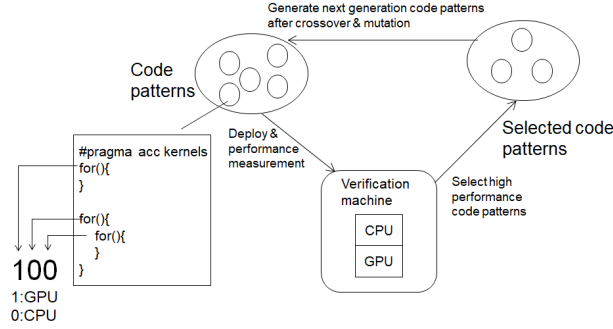 Generate next generation code patterns
after crossover & mutation
Code
patterns
Deploy &
performance
measurement
Selected code
patterns
#pragma acc kernels
for(){
}
for(){
for(){
}
}
Verification
machine
CPU
GPU
Select high
performance
code patterns
100
1:GPU
0:CPU